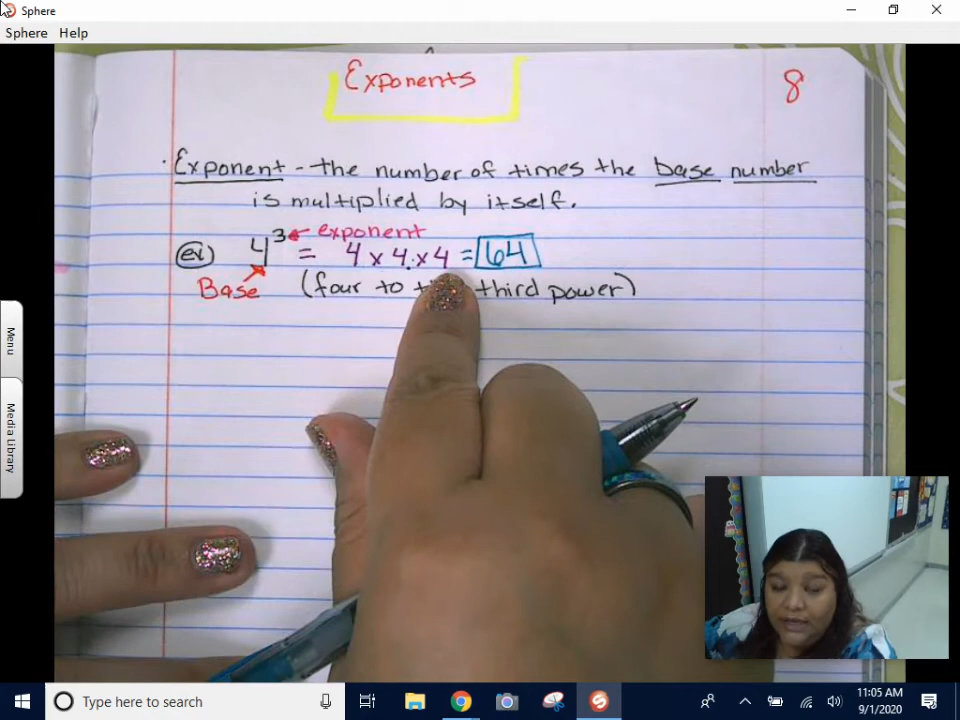 Sphere
Sphere Help
Exponents
8
Exponent - the number of times the base number
is multiplied by itself.
exponent
ex) 4³ = 4 x 4 x 4 = 64
Base (four to third power)
Menu
Media Library
Type here to search
11:05 AM
9/1/2020